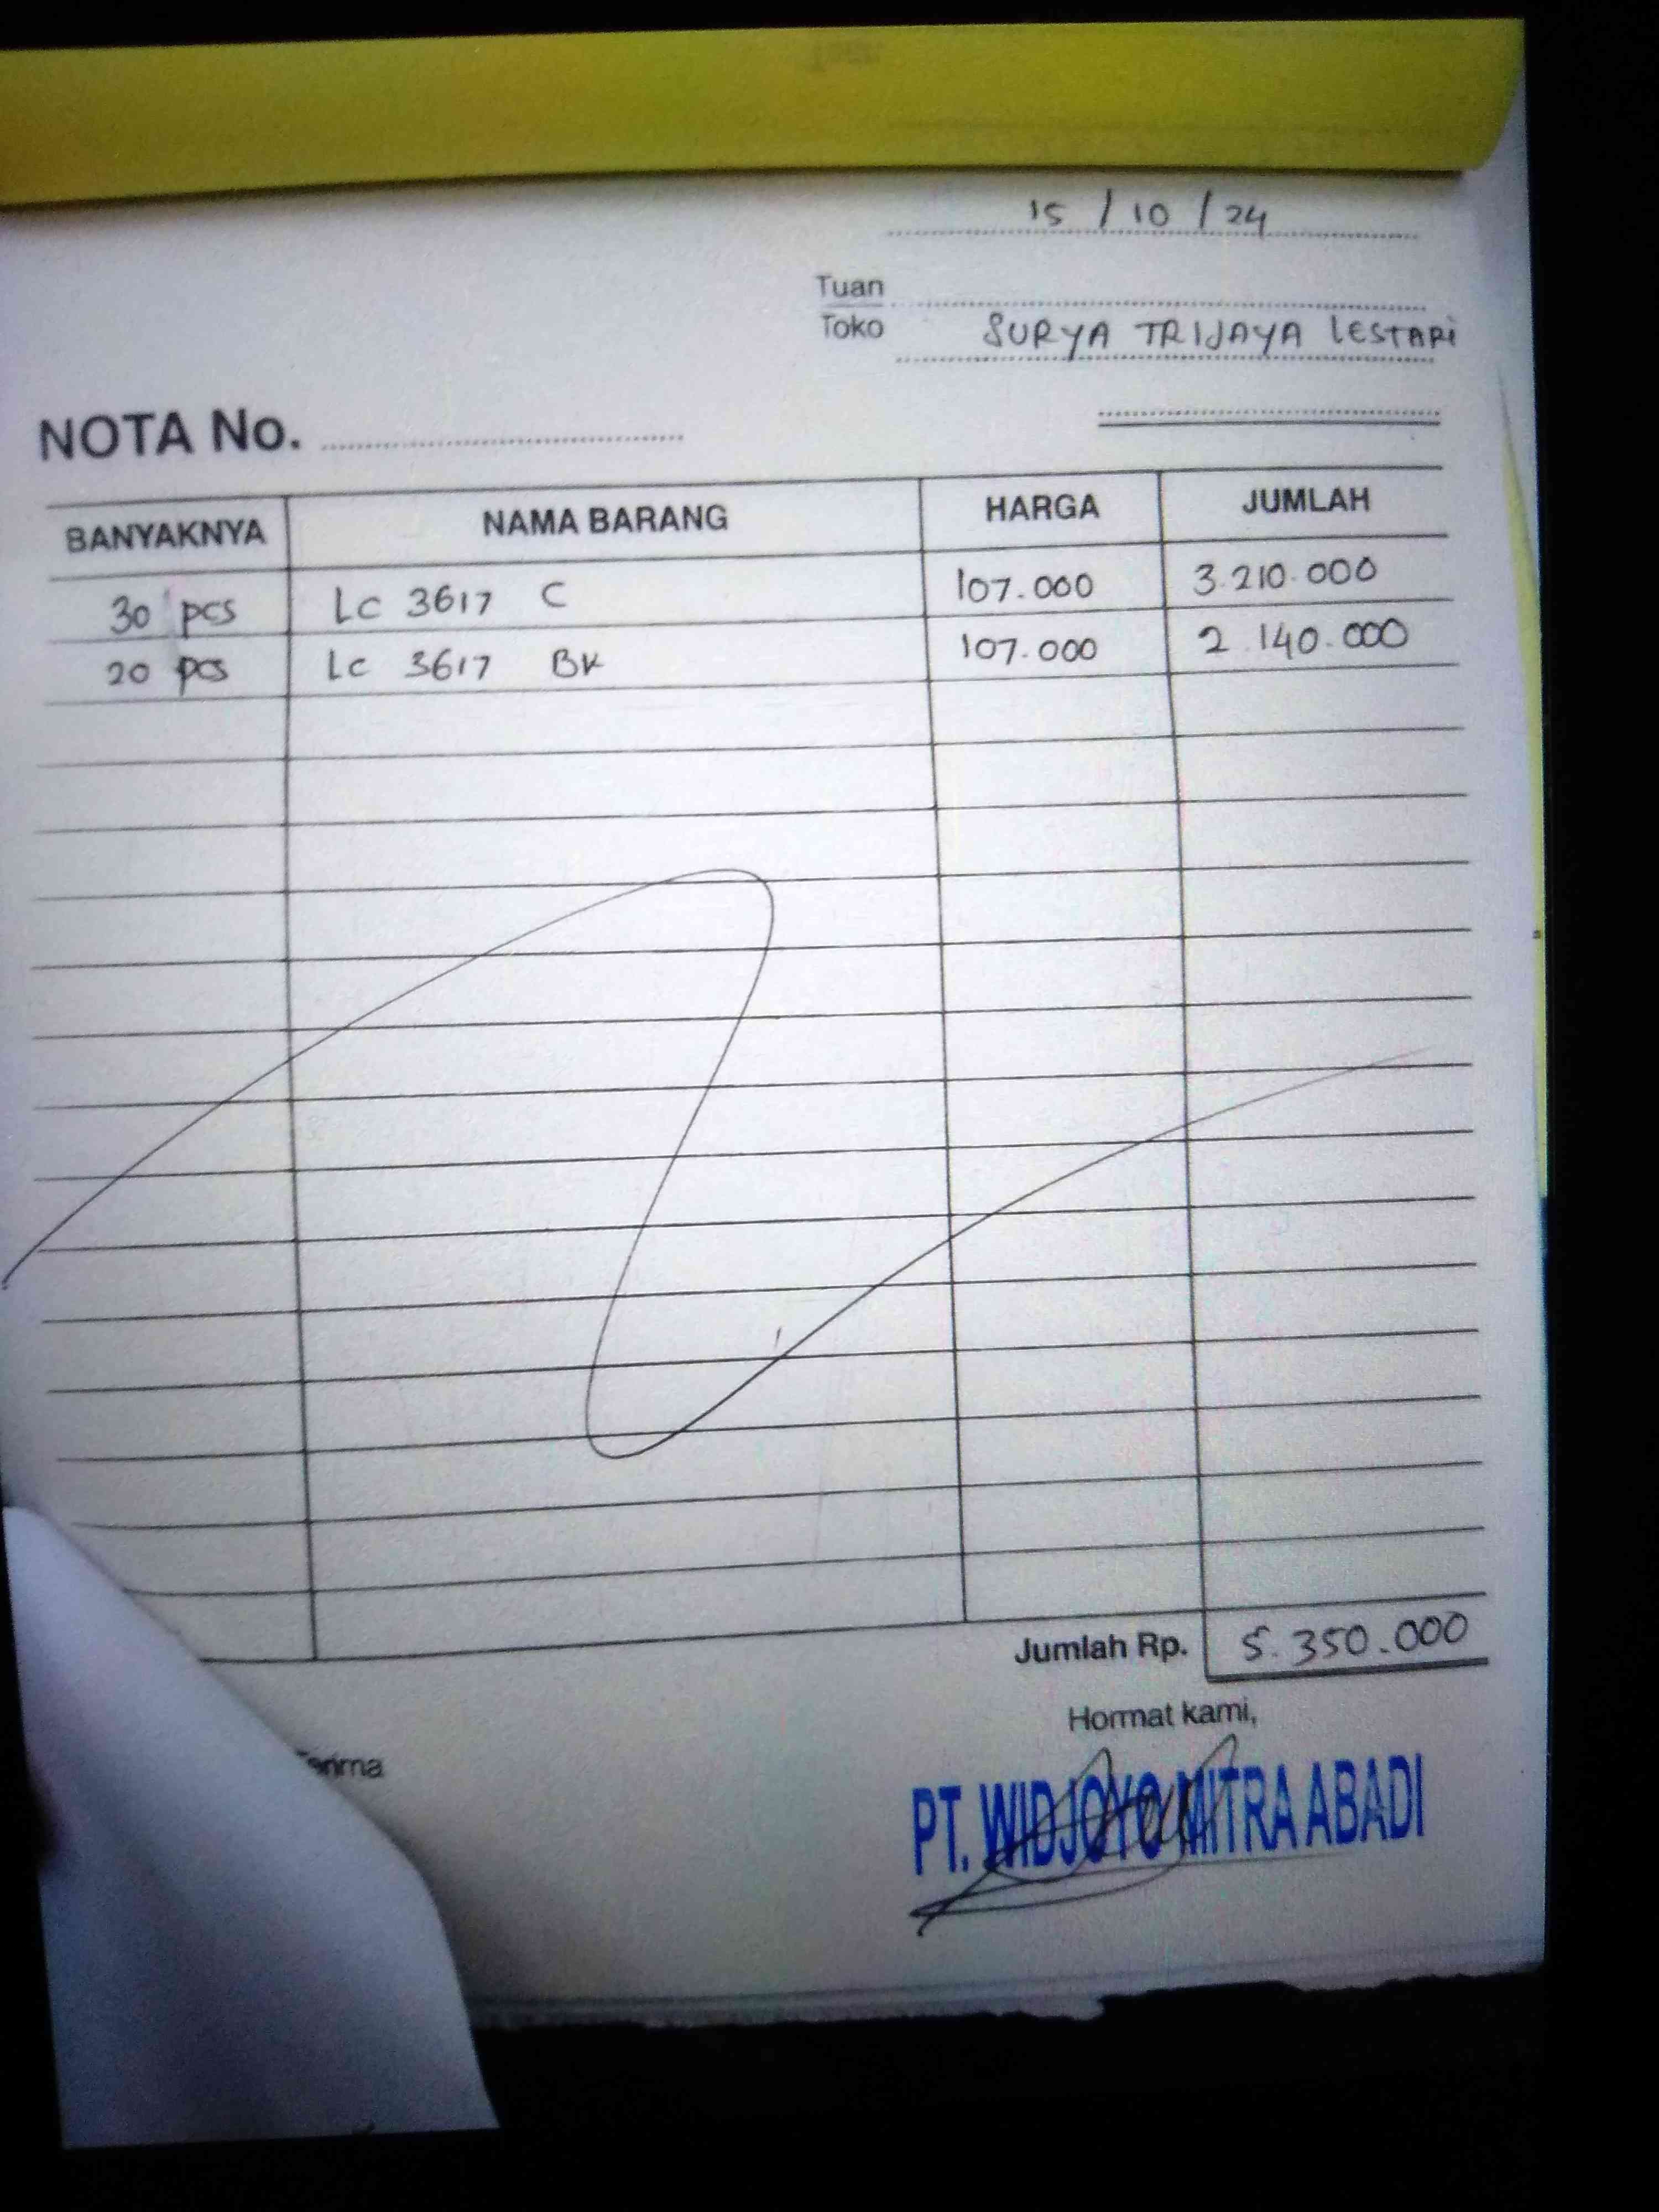 15 / 10 / 24
Tuan
Toko SURYA TRIJAYA LESTARI
NOTA No.
BANYAKNYA NAMA BARANG HARGA JUMLAH
30 pcs Lc 3617 C 107.000 3.210.000
20 pcs Lc 3617 BK 107.000 2.140.000
Jumlah Rp. 5.350.000
Hormat kami,
PT. WIDJOYO MITRA ABADI